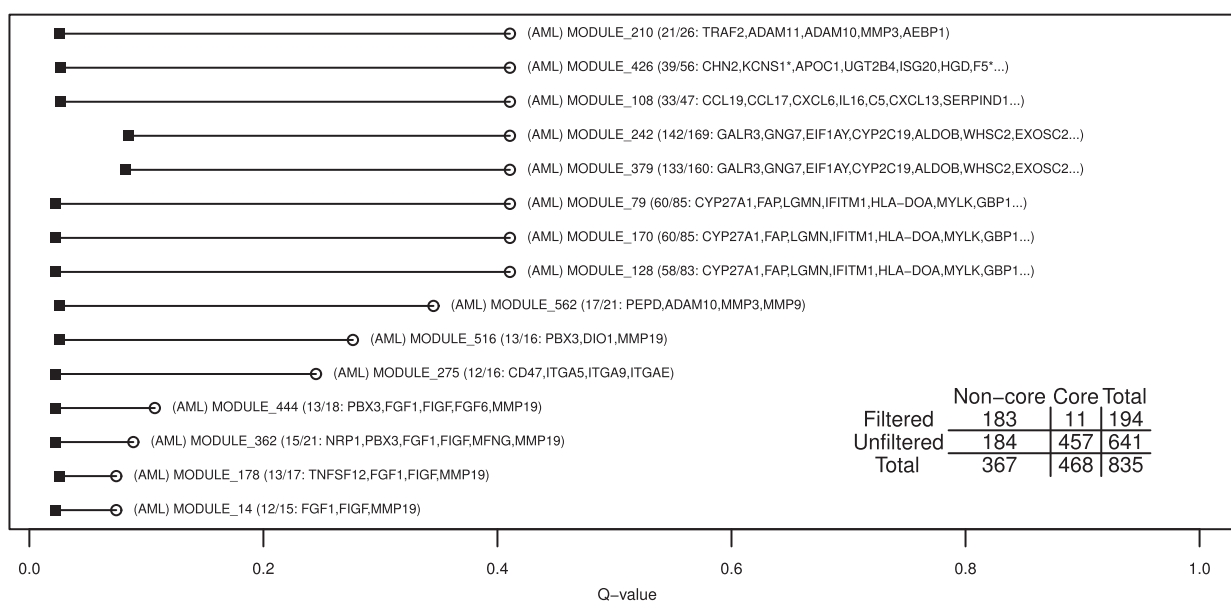 (AML) MODULE_210 (21/26: TRAF2,ADAM11,ADAM10,MMP3,AEBP1)
(AML) MODULE_426 (39/56: CHN2,KCNS1*,APOC1,UGT2B4,ISG20,HGD,F5*...)
(AML) MODULE_108 (33/47: CCL19,CCL17,CXCL6,IL16,C5,CXCL13,SERPIND1...)
(AML) MODULE_242 (142/169: GALR3,GNG7,EIF1AY,CYP2C19,ALDOB,WHSC2,EXOSC2...)
(AML) MODULE_379 (133/160: GALR3,GNG7,EIF1AY,CYP2C19,ALDOB,WHSC2,EXOSC2...)
(AML) MODULE_79 (60/85: CYP27A1,FAP,LGMN,IFITM1,HLA−DOA,MYLK,GBP1...)
(AML) MODULE_170 (60/85: CYP27A1,FAP,LGMN,IFITM1,HLA−DOA,MYLK,GBP1...)
(AML) MODULE_128 (58/83: CYP27A1,FAP,LGMN,IFITM1,HLA−DOA,MYLK,GBP1...)
(AML) MODULE_562 (17/21: PEPD,ADAM10,MMP3,MMP9)
(AML) MODULE_516 (13/16: PBX3,DIO1,MMP19)
(AML) MODULE_275 (12/16: CD47,ITGA5,ITGA9,ITGAE)
(AML) MODULE_444 (13/18: PBX3,FGF1,FIGF,FGF6,MMP19)
(AML) MODULE_362 (15/21: NRP1,PBX3,FGF1,FIGF,MFNG,MMP19)
(AML) MODULE_178 (13/17: TNFSF12,FGF1,FIGF,MMP19)
(AML) MODULE_14 (12/15: FGF1,FIGF,MMP19)
Non−core Core Total
Filtered 183 11 194
Unfiltered 184 457 641
Total 367 468 835
0.0 0.2 0.4 0.6 0.8 1.0
Q−value